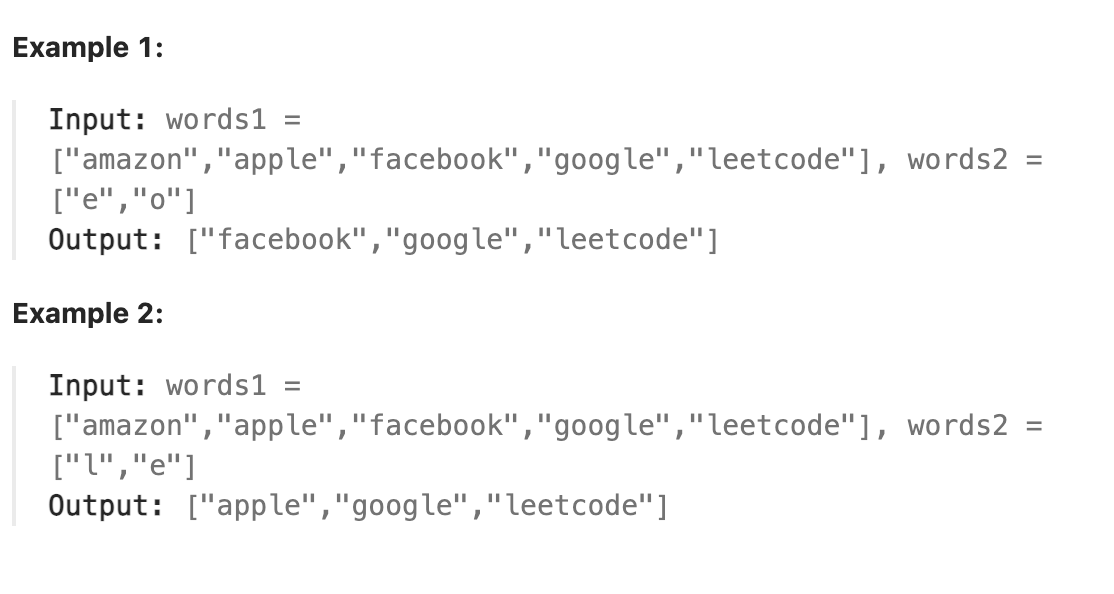 Example 1:
Input: words1 =
["amazon","apple","facebook","google","leetcode"], words2 =
["e","o"]
Output: ["facebook","google","leetcode"]
Example 2:
Input: words1 =
["amazon","apple","facebook","google","leetcode"], words2 =
["l","e"]
Output: ["apple","google","leetcode"]